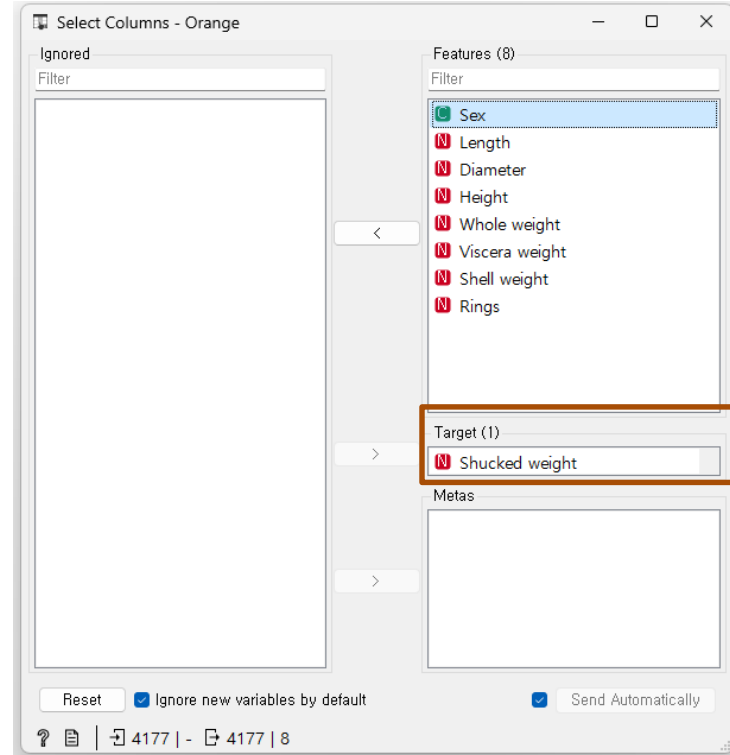 Select Columns - Orange
Ignored
Filter
Features (8)
Filter
C Sex
N Length
N Diameter
N Height
N Whole weight
N Viscera weight
N Shell weight
N Rings
<
Target (1)
>
N Shucked weight
Metas
>
Reset
Ignore new variables by default
Send Automatically
? 4177 | - 4177 | 8